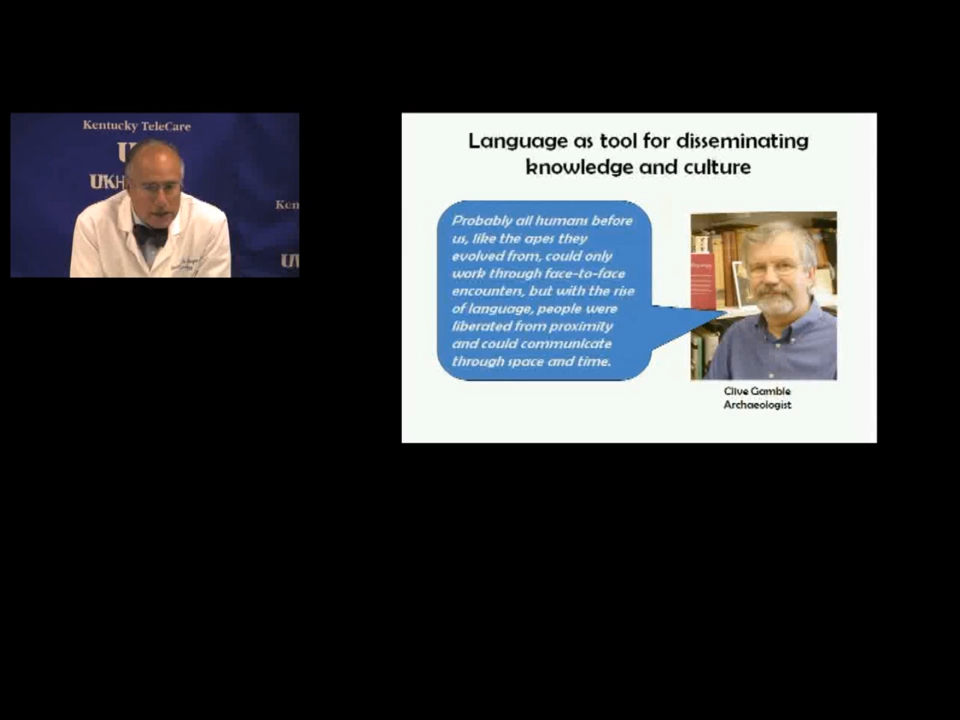 Kentucky TeleCare
UKH
Ken
Language as tool for disseminating
knowledge and culture
Probably all humans before
us, like the apes they
evolved from, could only
work through face-to-face
encounters, but with the rise
of language, people were
liberated from proximity
and could communicate
through space and time.
Clive Gamble
Archaeologist